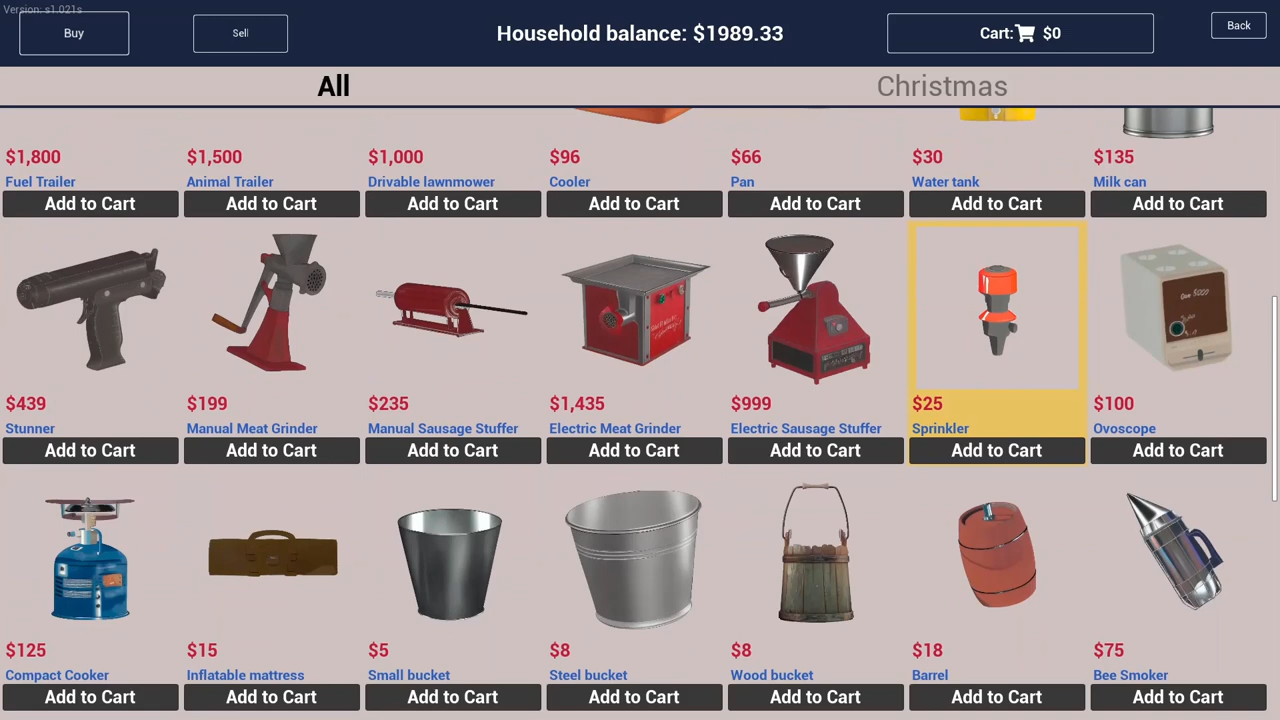 Version: s1.021s
Buy
Sell
Household balance: $1989.33
Cart: $0
Back
All
Christmas
$1,800
$1,500
$1,000
$96
$66
$30
$135
Fuel Trailer
Animal Trailer
Drivable lawnmower
Cooler
Pan
Water tank
Milk can
Add to Cart
Add to Cart
Add to Cart
Add to Cart
Add to Cart
Add to Cart
Add to Cart
$439
$199
$235
$1,435
$999
$25
$100
Stunner
Manual Meat Grinder
Manual Sausage Stuffer
Electric Meat Grinder
Electric Sausage Stuffer
Sprinkler
Ovoscope
Add to Cart
Add to Cart
Add to Cart
Add to Cart
Add to Cart
Add to Cart
Add to Cart
$125
$15
$5
$8
$8
$18
$75
Compact Cooker
Inflatable mattress
Small bucket
Steel bucket
Wood bucket
Barrel
Bee Smoker
Add to Cart
Add to Cart
Add to Cart
Add to Cart
Add to Cart
Add to Cart
Add to Cart